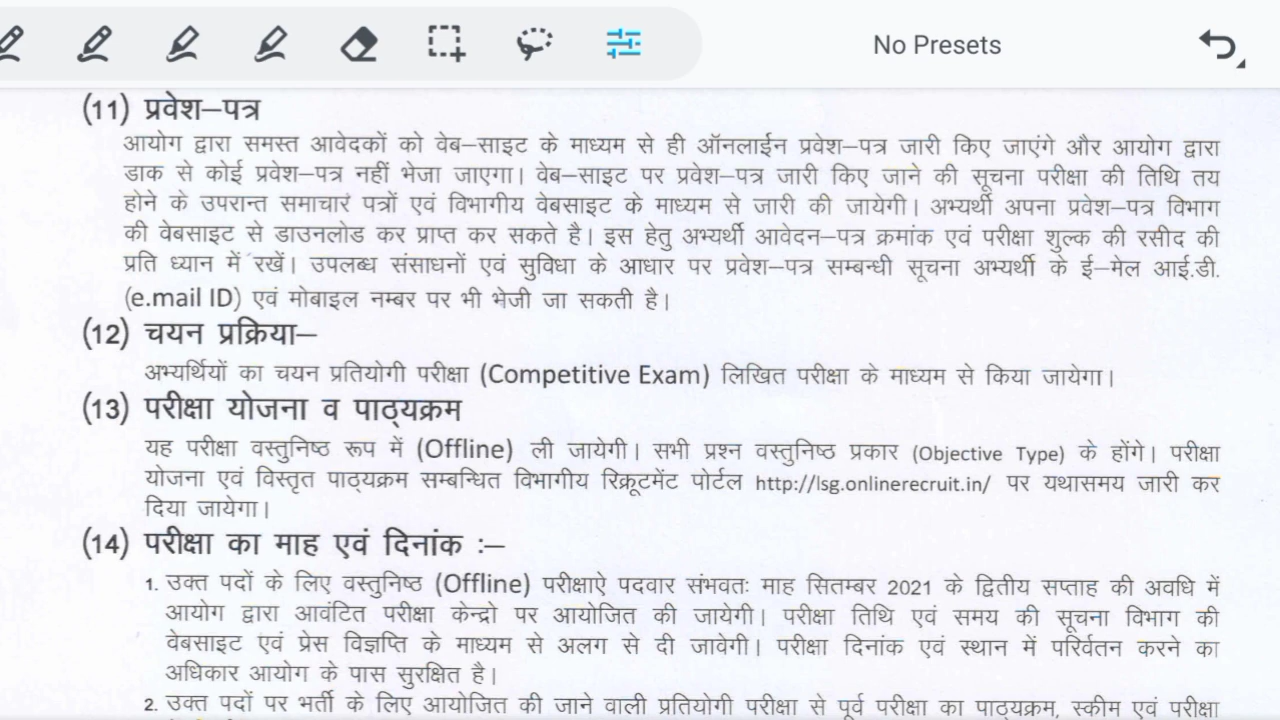 No Presets
(11) प्रवेश–पत्र
आयोग द्वारा समस्त आवेदकों को वेब–साइट के माध्यम से ही ऑनलाईन प्रवेश–पत्र जारी किए जाएंगे और आयोग द्वारा
डाक से कोई प्रवेश–पत्र नहीं भेजा जाएगा। वेब–साइट पर प्रवेश–पत्र जारी किए जाने की सूचना परीक्षा की तिथि तय
होने के उपरान्त समाचार पत्रों एवं विभागीय वेबसाइट के माध्यम से जारी की जायेगी। अभ्यर्थी अपना प्रवेश–पत्र विभाग
की वेबसाइट से डाउनलोड कर प्राप्त कर सकते है। इस हेतु अभ्यर्थी आवेदन–पत्र क्रमांक एवं परीक्षा शुल्क की रसीद की
प्रति ध्यान में रखें। उपलब्ध संसाधनों एवं सुविधा के आधार पर प्रवेश–पत्र सम्बन्धी सूचना अभ्यर्थी के ई–मेल आई.डी.
(e.mail ID) एवं मोबाइल नम्बर पर भी भेजी जा सकती है।
(12) चयन प्रक्रिया–
अभ्यर्थियों का चयन प्रतियोगी परीक्षा (Competitive Exam) लिखित परीक्षा के माध्यम से किया जायेगा।
(13) परीक्षा योजना व पाठ्यक्रम
यह परीक्षा वस्तुनिष्ठ रूप में (Offline) ली जायेगी। सभी प्रश्न वस्तुनिष्ठ प्रकार (Objective Type) के होंगे। परीक्षा
योजना एवं विस्तृत पाठ्यक्रम सम्बन्धित विभागीय रिक्रूटमेंट पोर्टल http://lsg.onlinerecruit.in/ पर यथासमय जारी कर
दिया जायेगा।
(14) परीक्षा का माह एवं दिनांक :–
1. उक्त पदों के लिए वस्तुनिष्ठ (Offline) परीक्षाऐ पदवार संभवतः माह सितम्बर 2021 के द्वितीय सप्ताह की अवधि में
आयोग द्वारा आवंटित परीक्षा केन्द्रो पर आयोजित की जायेगी। परीक्षा तिथि एवं समय की सूचना विभाग की
वेबसाइट एवं प्रेस विज्ञप्ति के माध्यम से अलग से दी जावेगी। परीक्षा दिनांक एवं स्थान में परिर्वतन करने का
अधिकार आयोग के पास सुरक्षित है।
2. उक्त पदों पर भर्ती के लिए आयोजित की जाने वाली प्रतियोगी परीक्षा से पूर्व परीक्षा का पाठ्यक्रम, स्कीम एवं परीक्षा